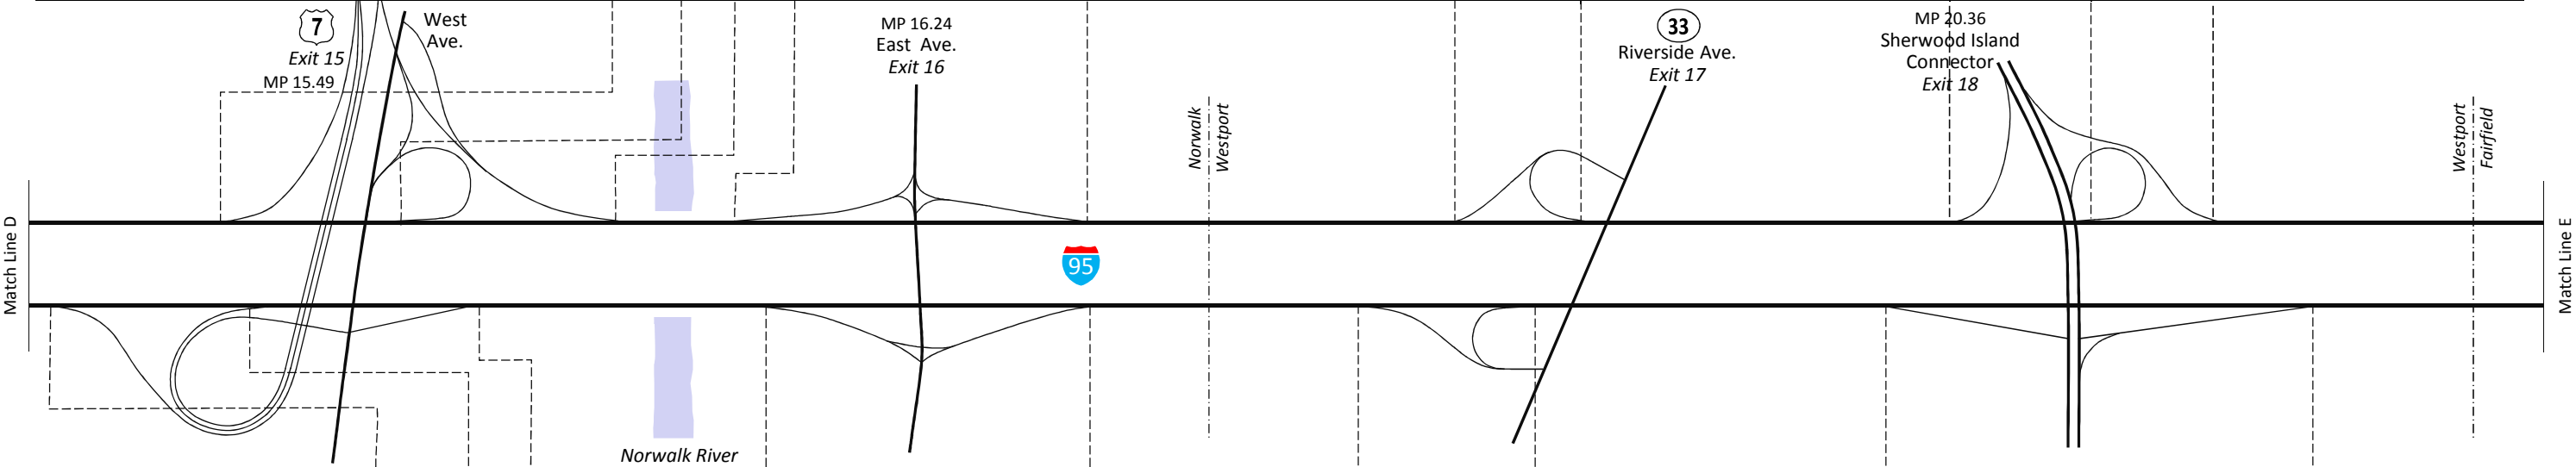 7
Exit 15
MP 15.49
West
Ave.
MP 16.24
East Ave.
Exit 16
33
Riverside Ave.
Exit 17
MP 20.36
Sherwood Island
Connector
Exit 18
Norwalk
Westport
Westport
Fairfield
Match Line D
95
Match Line E
Norwalk River